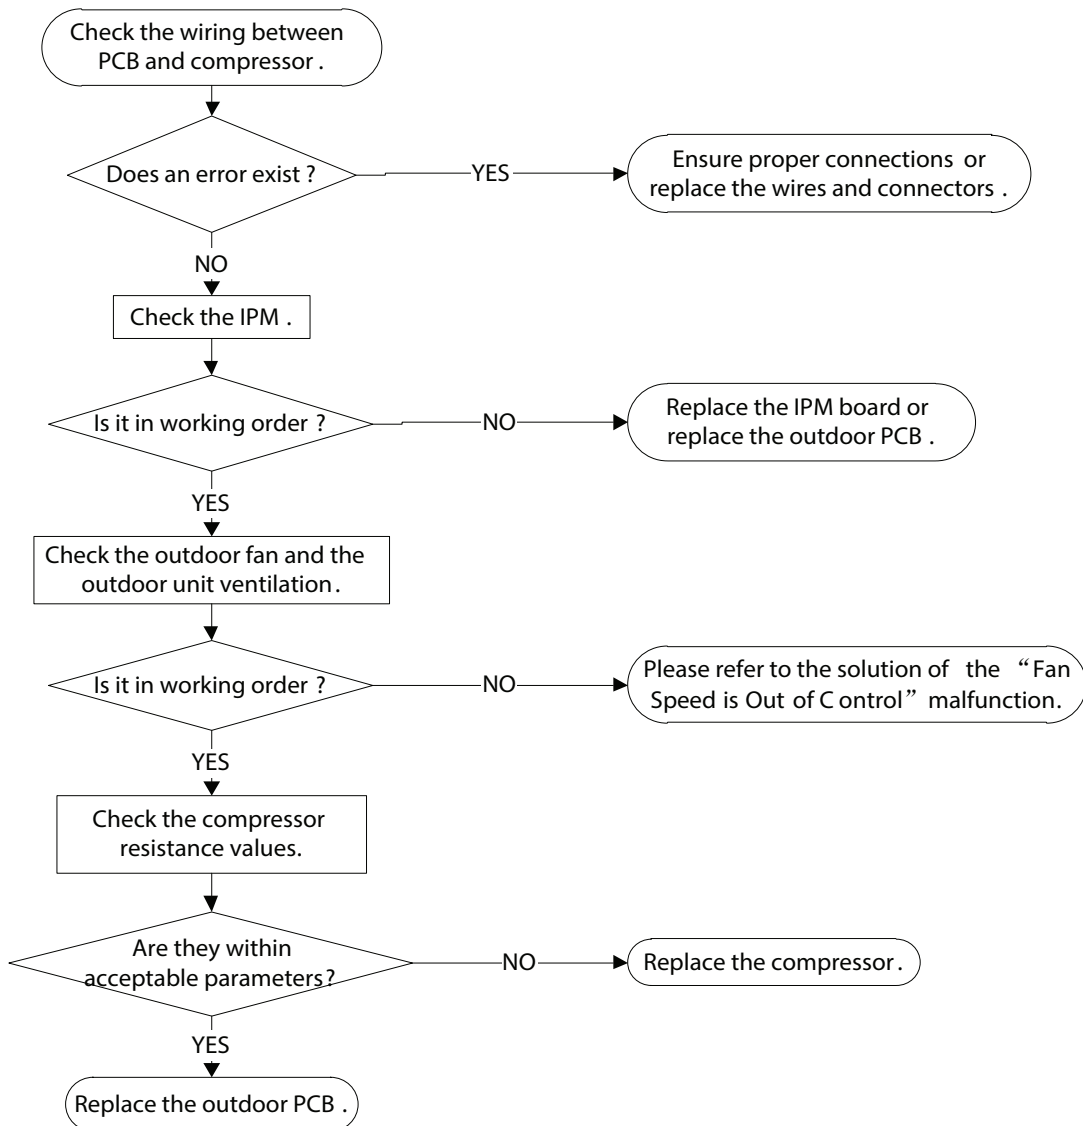 Check the wiring between
PCB and compressor .
Does an error exist ?
YES
Ensure proper connections or
replace the wires and connectors .
NO
Check the IPM .
Is it in working order ?
NO
Replace the IPM board or
replace the outdoor PCB .
YES
Check the outdoor fan and the
outdoor unit ventilation .
Is it in working order ?
NO
Please refer to the solution of the “Fan
Speed is Out of C ontrol” malfunction.
YES
Check the compressor
resistance values.
Are they within
acceptable parameters?
NO
Replace the compressor .
YES
Replace the outdoor PCB .